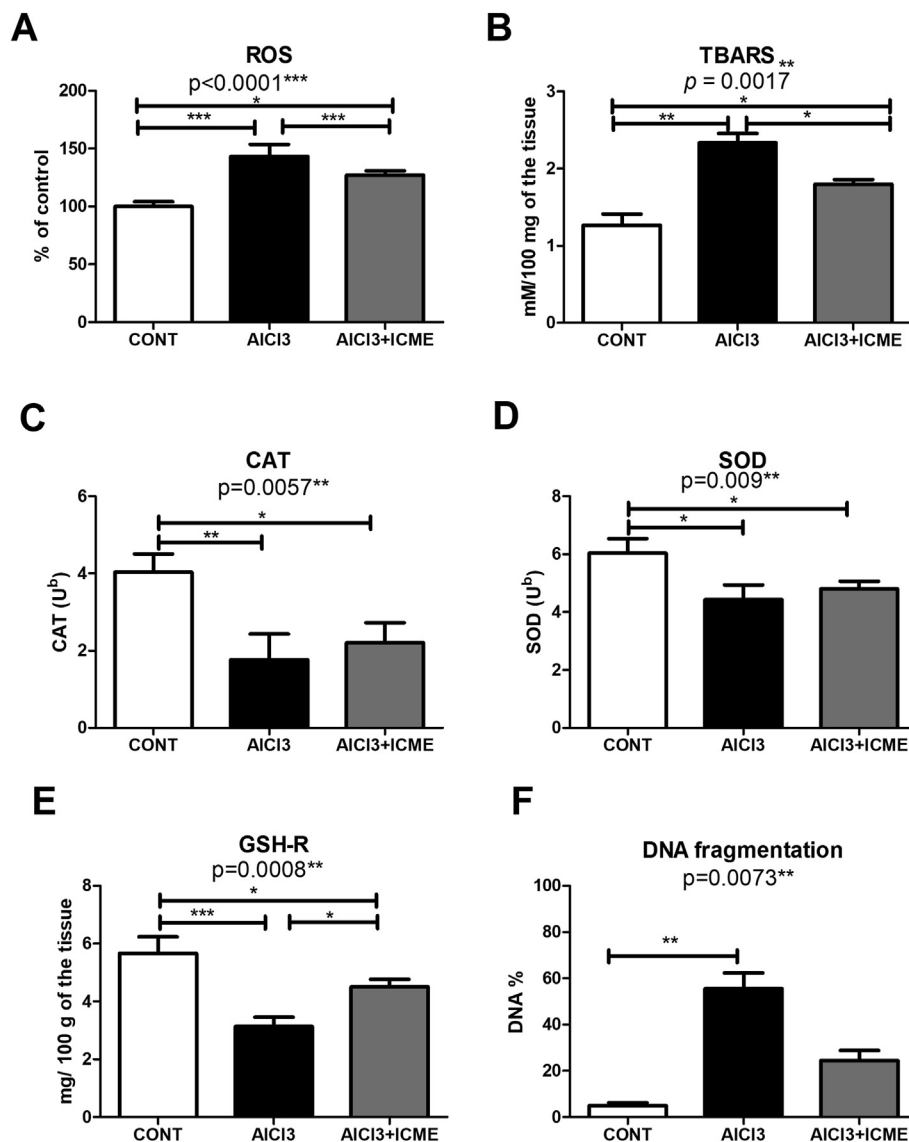 A
ROS
p<0.0001***
*
*** ***
% of control
200
150
100
50
0
CONT AlCl3 AlCl3+ICME
B
TBARS
**
p = 0.0017
*
** *
mM/100 mg of the tissue
3
2
1
0
CONT AlCl3 AlCl3+ICME
C
CAT
p=0.0057**
*
**
CAT (Uᵇ)
6
4
2
0
CONT AlCl3 AlCl3+ICME
D
SOD
p=0.009**
*
*
SOD (Uᵇ)
8
6
4
2
0
CONT AlCl3 AlCl3+ICME
E
GSH-R
p=0.0008**
*
*** *
mg/ 100 g of the tissue
8
6
4
2
0
CONT AlCl3 AlCl3+ICME
F
DNA fragmentation
p=0.0073**
**
DNA %
100
80
60
40
20
0
CONT AlCl3 AlCl3+ICME